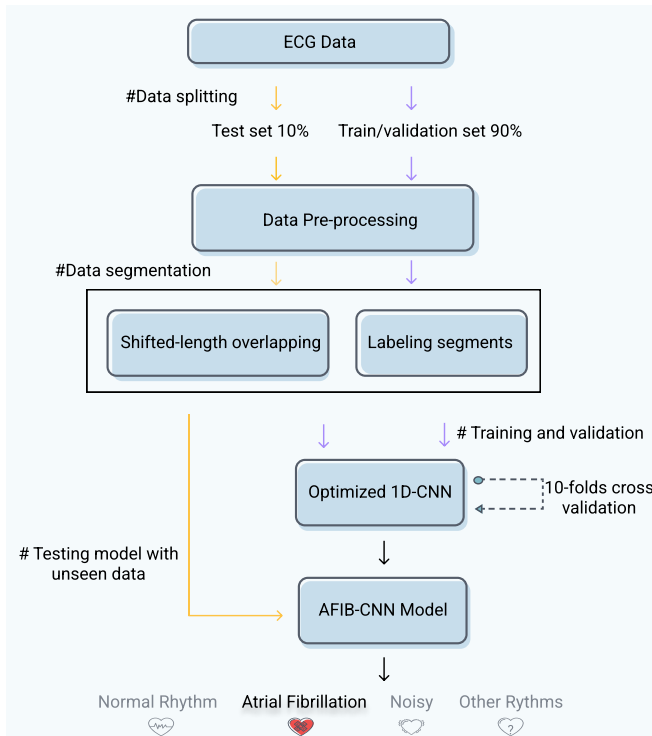 ECG Data
#Data splitting
Test set 10%
Train/validation set 90%
Data Pre-processing
#Data segmentation
Shifted-length overlapping
Labeling segments
# Training and validation
Optimized 1D-CNN
10-folds cross
validation
# Testing model with
unseen data
AFIB-CNN Model
Normal Rhythm
Atrial Fibrillation
Noisy
Other Rythms
?